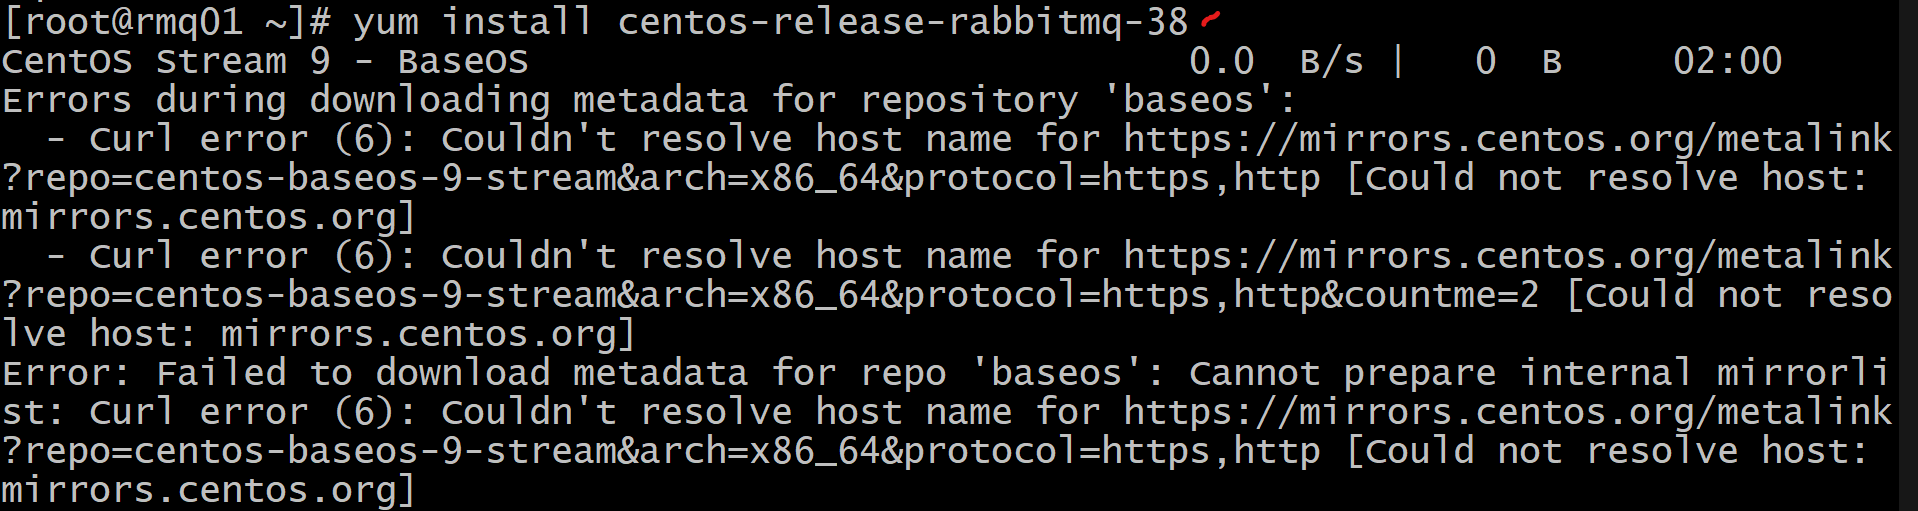 [root@rmq01 ~]# yum install centos-release-rabbitmq-38
CentOS Stream 9 - BaseOS                                    0.0  B/s |   0  B     02:00
Errors during downloading metadata for repository 'baseos':
  - Curl error (6): Couldn't resolve host name for https://mirrors.centos.org/metalink
?repo=centos-baseos-9-stream&arch=x86_64&protocol=https,http [Could not resolve host:
mirrors.centos.org]
  - Curl error (6): Couldn't resolve host name for https://mirrors.centos.org/metalink
?repo=centos-baseos-9-stream&arch=x86_64&protocol=https,http&countme=2 [Could not reso
lve host: mirrors.centos.org]
Error: Failed to download metadata for repo 'baseos': Cannot prepare internal mirrorli
st: Curl error (6): Couldn't resolve host name for https://mirrors.centos.org/metalink
?repo=centos-baseos-9-stream&arch=x86_64&protocol=https,http [Could not resolve host:
mirrors.centos.org]